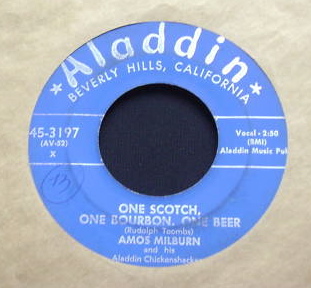 Aladdin
BEVERLY HILLS, CALIFORNIA
45-3197
(AV-52)
X
Vocal - 2:50
(BMI)
Aladdin Music Pub
13
ONE SCOTCH,
ONE BOURBON, ONE BEER
(Rudolph Toombs)
AMOS MILBURN
and his
Aladdin Chickenshackers